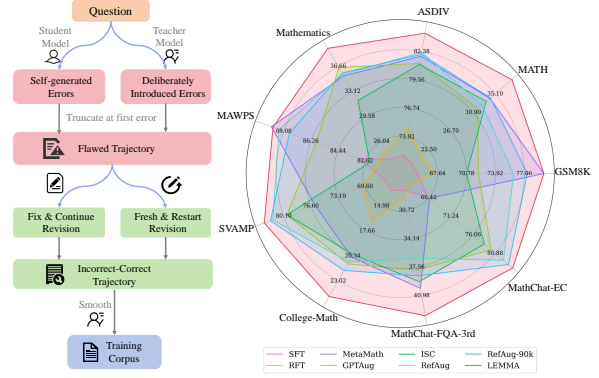 Question
Student
Model
Teacher
Model
Self-generated
Errors
Deliberately
Introduced Errors
Truncate at first error
Flawed Trajectory
Fix & Continue
Revision
Fresh & Restart
Revision
Incorrect-Correct
Trajectory
Smooth
Training
Corpus
ASDIV
Mathematics
MATH
MAWPS
GSM8K
SVAMP
MathChat-EC
College-Math
MathChat-FQA-3rd
82.38
79.56
76.74
73.92
36.66
33.12
29.58
26.04
35.10
30.90
26.70
22.50
88.08
86.26
84.44
82.62
67.64
70.78
73.92
77.06
80.10
76.60
73.10
69.60
66.42
71.24
76.06
80.88
14.98
17.66
20.34
23.02
30.72
34.14
37.56
40.98
SFT
RFT
MetaMath
GPTAug
ISC
RefAug
RefAug-90k
LEMMA